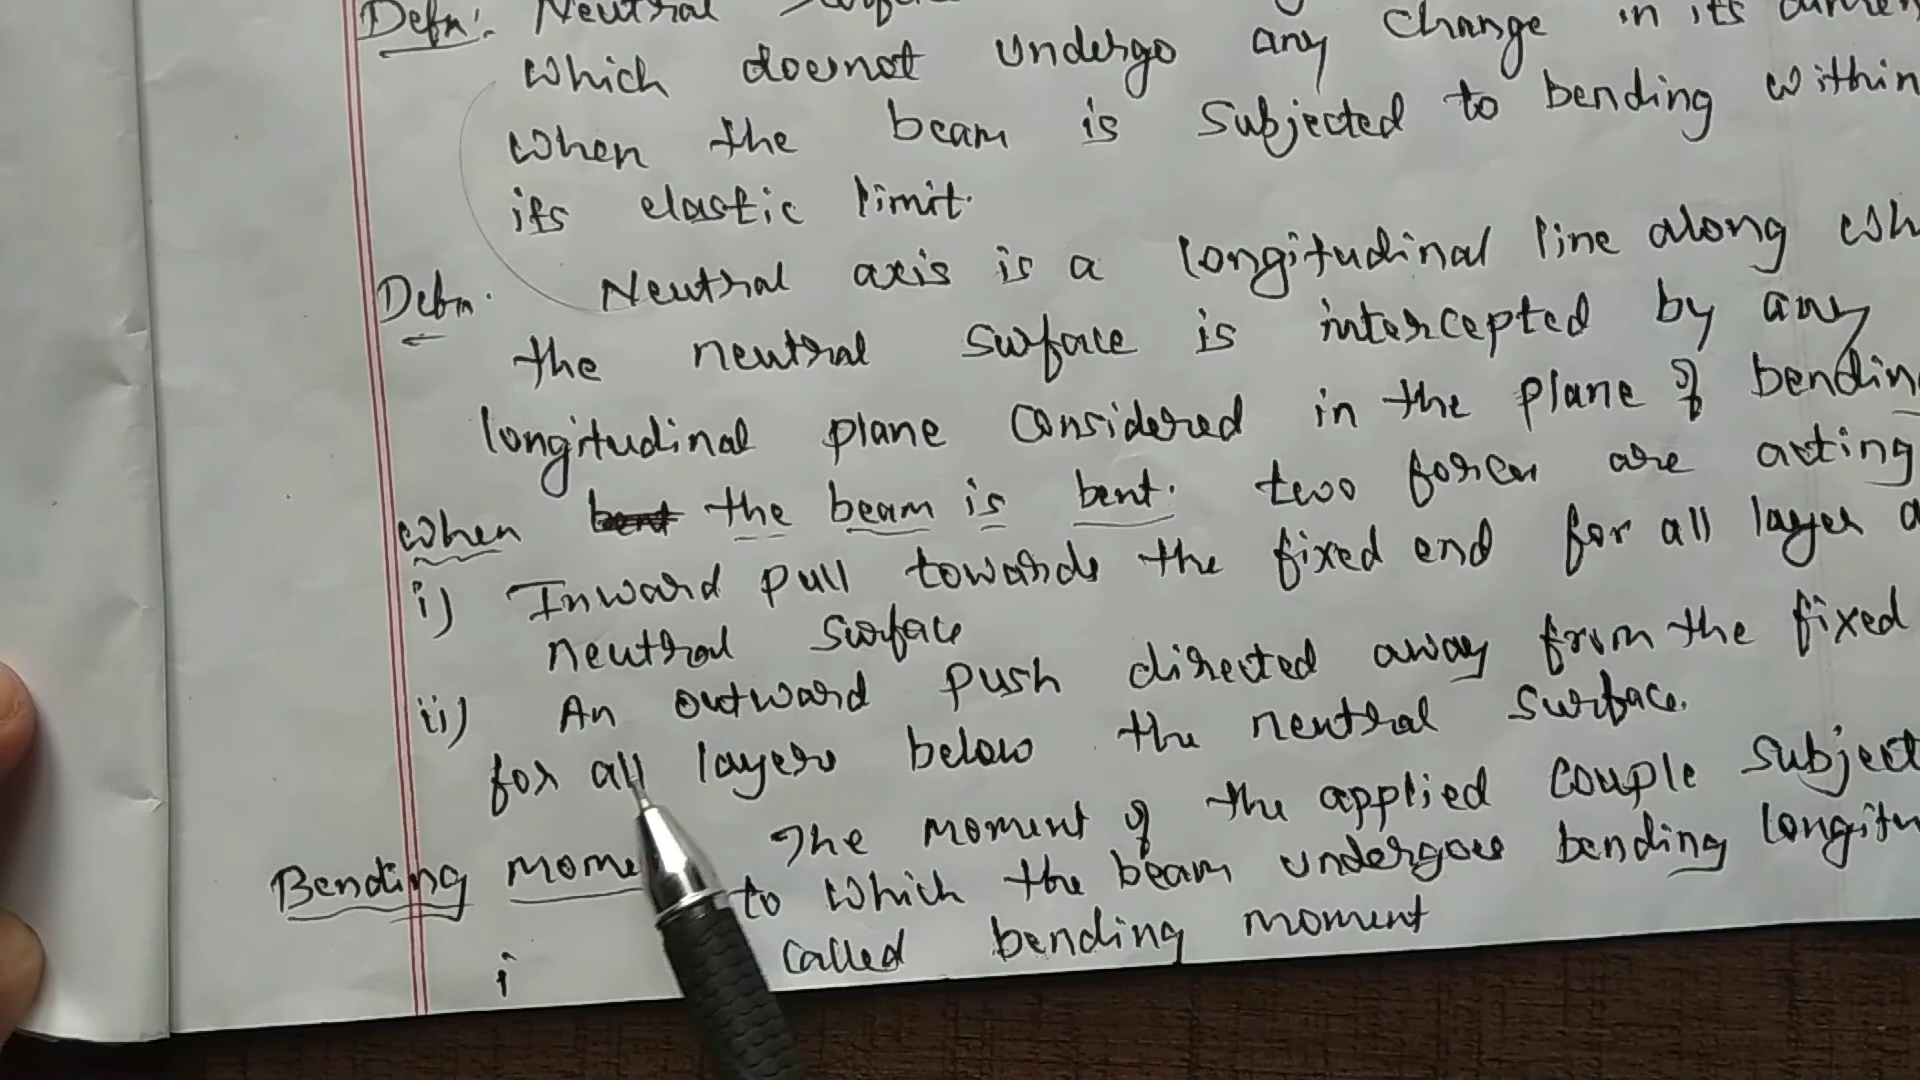 Defn: Neutral
which doesnot undergo any change in its
when the beam is subjected to bending within
its elastic limit.
Defn. Neutral axis is a longitudinal line along
the neutral surface is intercepted by any
longitudinal plane considered in the plane of bending
when the beam is bent. two forces are acting
i) Inward pull towards the fixed end for all layer
neutral surface
ii) An outward push directed away from the fixed
for all layers below the neutral surface.
Bending The moment of the applied couple subject
to which the beam undergoes bending
i called bending moment